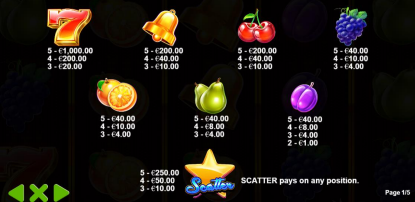 5 - €1,000.00
4 - €200.00
3 - €20.00
5 - €200.00
4 - €40.00
3 - €10.00
5 - €200.00
4 - €40.00
3 - €10.00
5 - €40.00
4 - €10.00
3 - €4.00
5 - €40.00
4 - €10.00
3 - €4.00
5 - €40.00
4 - €8.00
3 - €4.00
5 - €40.00
4 - €8.00
3 - €4.00
2 - €1.00
5 - €250.00
4 - €50.00
3 - €10.00
Scatter
SCATTER pays on any position.
Page 1/5